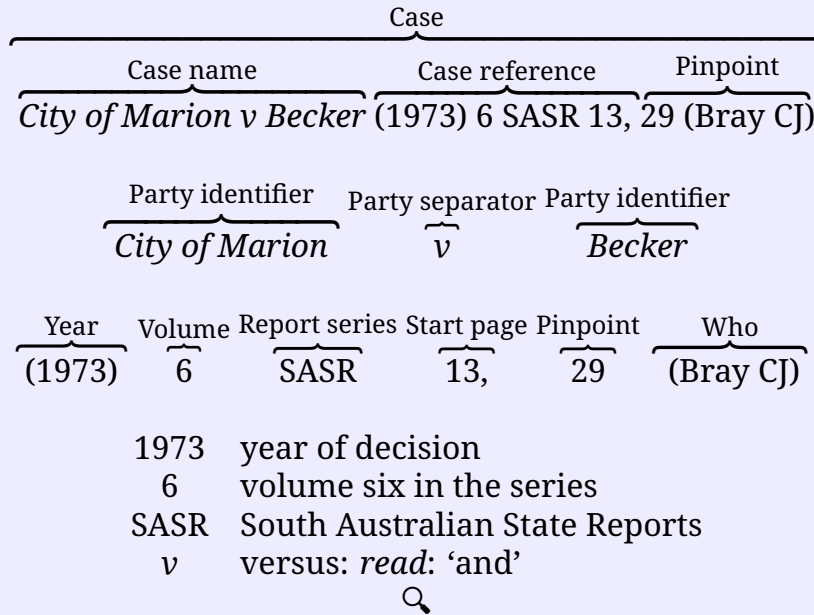 Case
Case name Case reference Pinpoint
City of Marion v Becker (1973) 6 SASR 13, 29 (Bray CJ)
Party identifier Party separator Party identifier
City of Marion v Becker
Year Volume Report series Start page Pinpoint Who
(1973) 6 SASR 13, 29 (Bray CJ)
1973 year of decision
6 volume six in the series
SASR South Australian State Reports
v versus: read: ‘and’